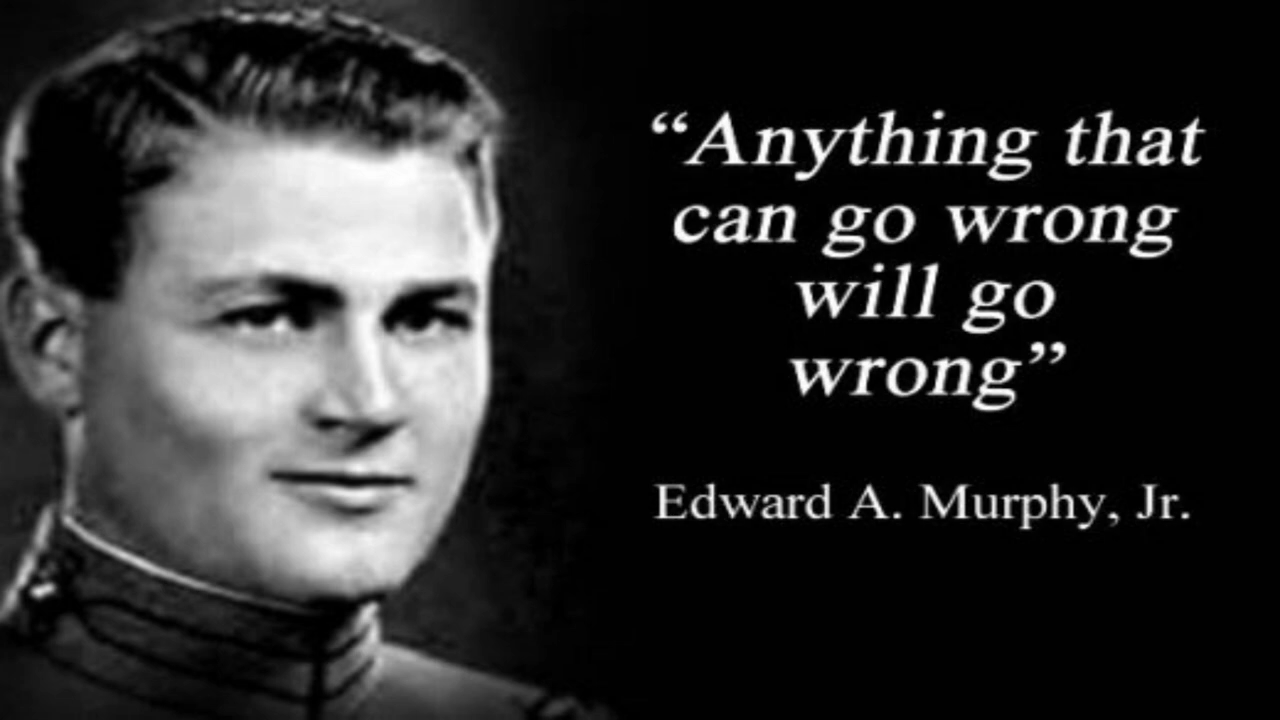 “Anything that
can go wrong
will go
wrong”
Edward A. Murphy, Jr.